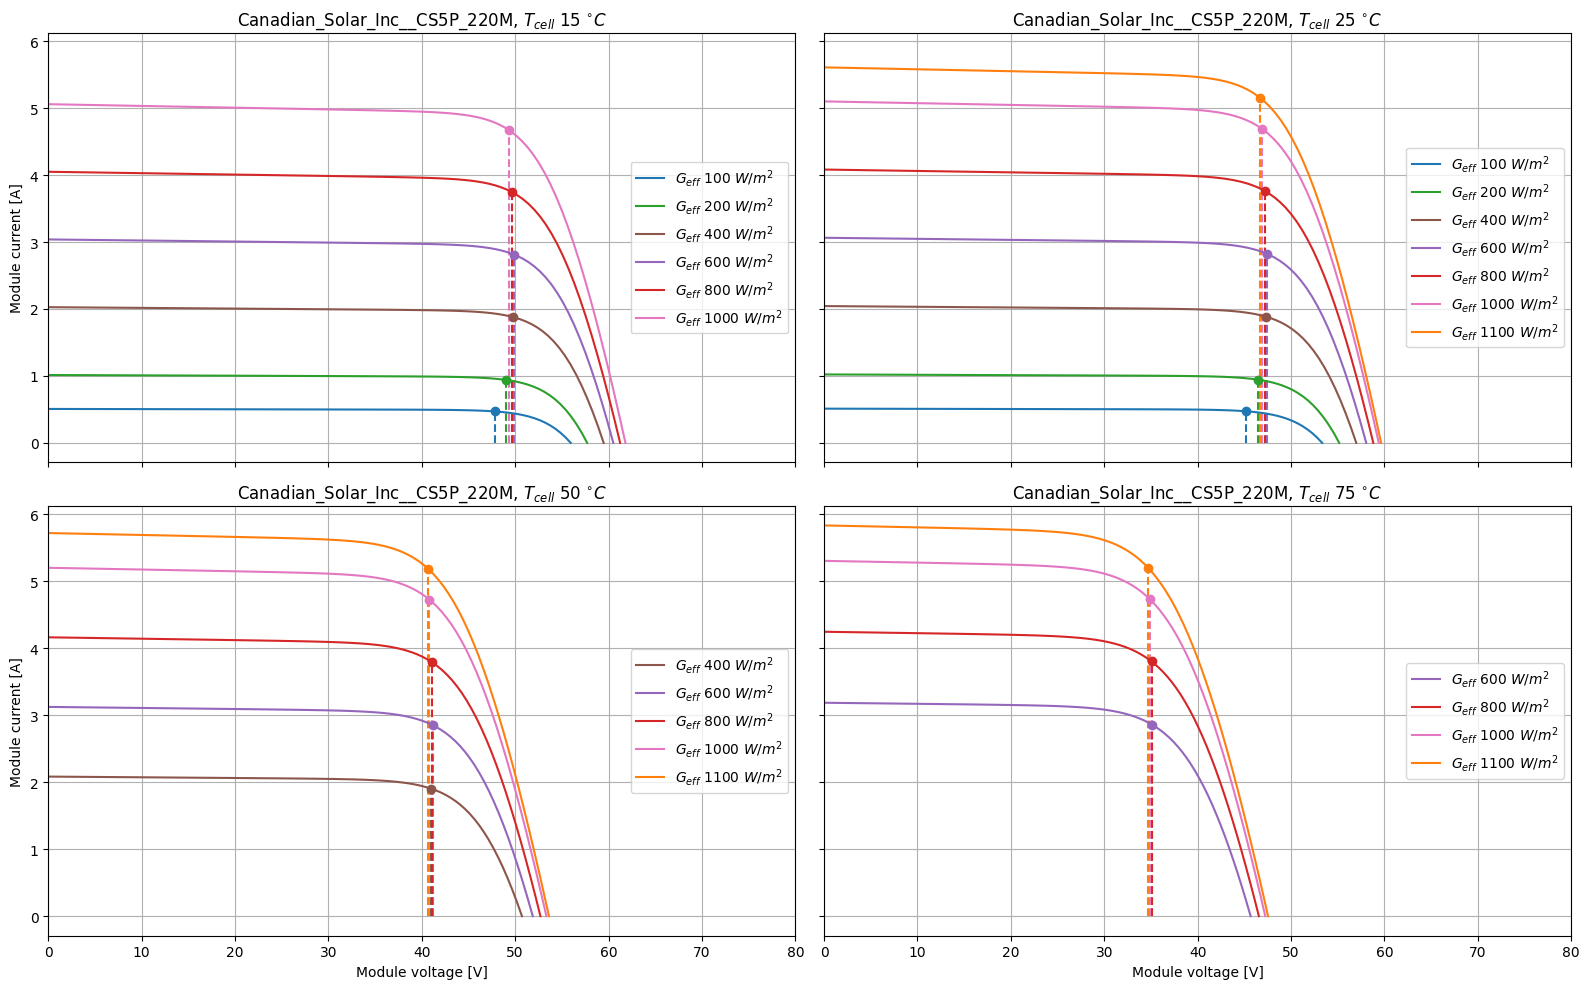 Canadian_Solar_Inc__CS5P_220M, T_cell 15 °C
6
5
4
3
2
1
0
Module current [A]
G_eff 100 W/m²
G_eff 200 W/m²
G_eff 400 W/m²
G_eff 600 W/m²
G_eff 800 W/m²
G_eff 1000 W/m²
Canadian_Solar_Inc__CS5P_220M, T_cell 25 °C
G_eff 100 W/m²
G_eff 200 W/m²
G_eff 400 W/m²
G_eff 600 W/m²
G_eff 800 W/m²
G_eff 1000 W/m²
G_eff 1100 W/m²
Canadian_Solar_Inc__CS5P_220M, T_cell 50 °C
6
5
4
3
2
1
0
Module current [A]
G_eff 400 W/m²
G_eff 600 W/m²
G_eff 800 W/m²
G_eff 1000 W/m²
G_eff 1100 W/m²
0 10 20 30 40 50 60 70 80
Module voltage [V]
Canadian_Solar_Inc__CS5P_220M, T_cell 75 °C
G_eff 600 W/m²
G_eff 800 W/m²
G_eff 1000 W/m²
G_eff 1100 W/m²
0 10 20 30 40 50 60 70 80
Module voltage [V]